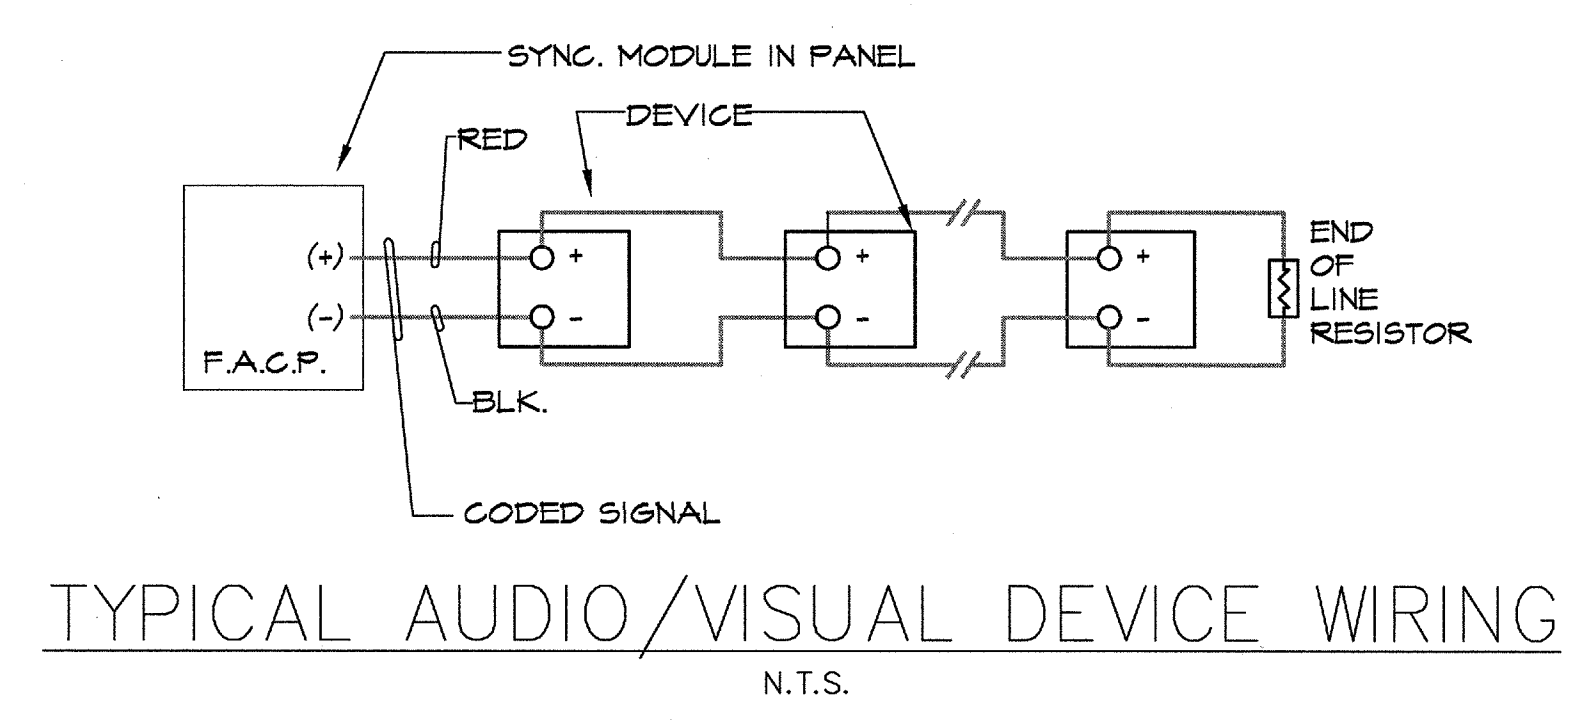 SYNC. MODULE IN PANEL
DEVICE
RED
(+)
(-)
F.A.C.P.
+
-
+
-
+
-
END
OF
LINE
RESISTOR
BLK.
CODED SIGNAL
TYPICAL AUDIO/VISUAL DEVICE WIRING
N.T.S.